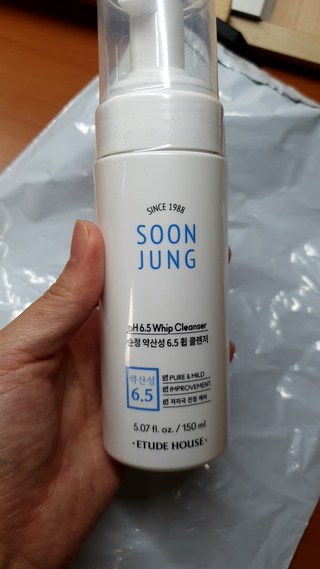 SINCE 1988
SOON
JUNG
pH 6.5 Whip Cleanser
순정 약산성 6.5 휩 클렌저
약산성
6.5
☑ PURE & MILD
☑ IMPROVEMENT
☑ 저자극 진정 케어
5.07 fl. oz. / 150 ml
·ETUDE HOUSE·